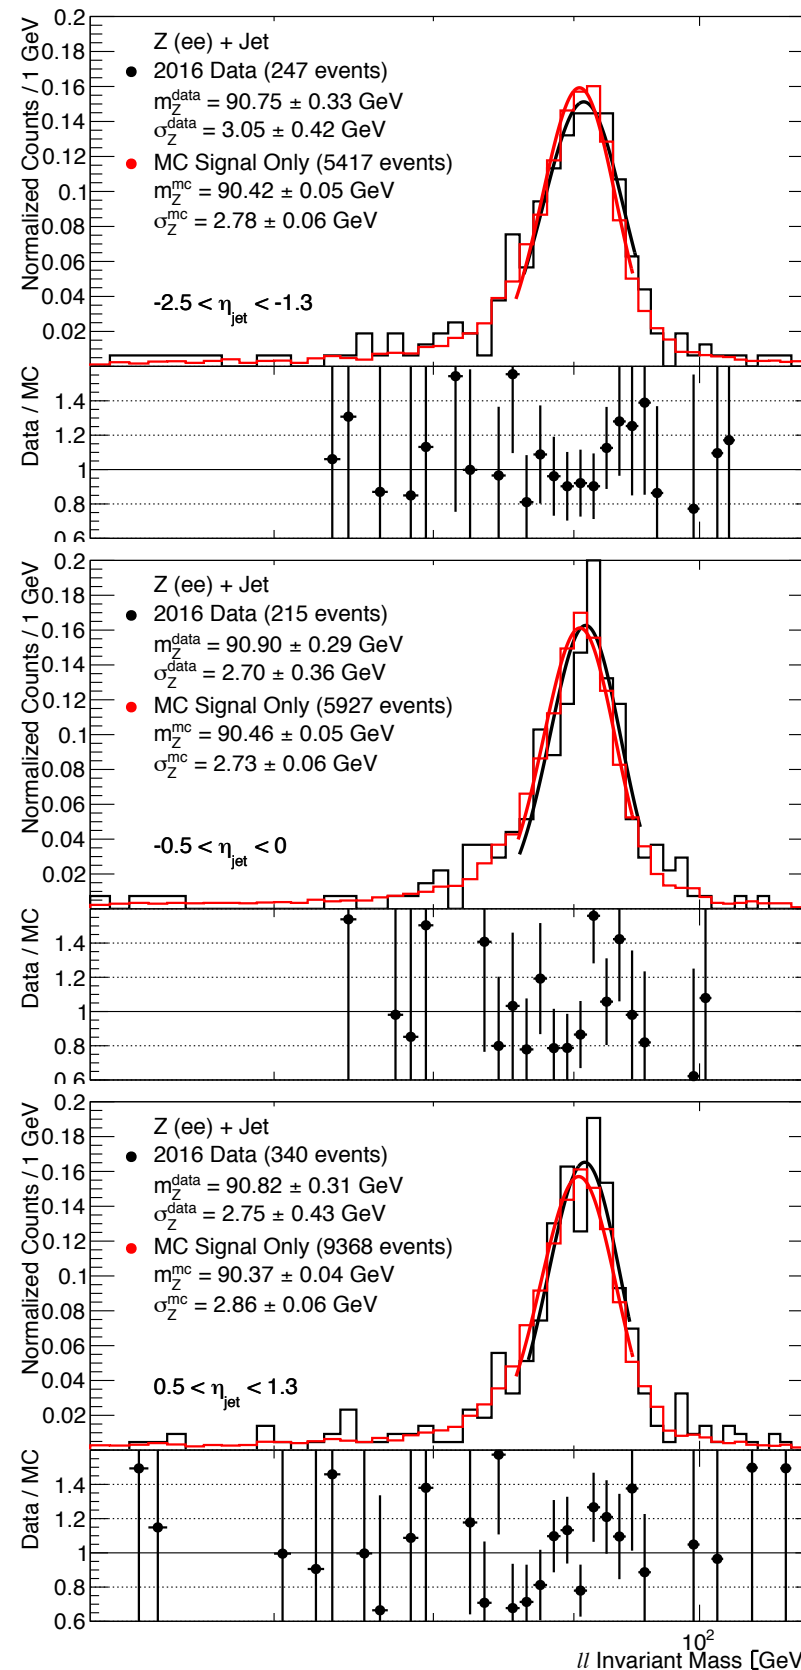 0.2
0.18
0.16
0.14
0.12
0.1
0.08
0.06
0.04
0.02
Normalized Counts / 1 GeV
Z (ee) + Jet
2016 Data (247 events)
m_Z^data = 90.75 ± 0.33 GeV
σ_Z^data = 3.05 ± 0.42 GeV
MC Signal Only (5417 events)
m_Z^mc = 90.42 ± 0.05 GeV
σ_Z^mc = 2.78 ± 0.06 GeV
-2.5 < η_jet < -1.3
Data / MC
1.4
1.2
1
0.8
0.6
0.2
0.18
0.16
0.14
0.12
0.1
0.08
0.06
0.04
0.02
Normalized Counts / 1 GeV
Z (ee) + Jet
2016 Data (215 events)
m_Z^data = 90.90 ± 0.29 GeV
σ_Z^data = 2.70 ± 0.36 GeV
MC Signal Only (5927 events)
m_Z^mc = 90.46 ± 0.05 GeV
σ_Z^mc = 2.73 ± 0.06 GeV
-0.5 < η_jet < 0
Data / MC
1.4
1.2
1
0.8
0.6
0.2
0.18
0.16
0.14
0.12
0.1
0.08
0.06
0.04
0.02
Normalized Counts / 1 GeV
Z (ee) + Jet
2016 Data (340 events)
m_Z^data = 90.82 ± 0.31 GeV
σ_Z^data = 2.75 ± 0.43 GeV
MC Signal Only (9368 events)
m_Z^mc = 90.37 ± 0.04 GeV
σ_Z^mc = 2.86 ± 0.06 GeV
0.5 < η_jet < 1.3
Data / MC
1.4
1.2
1
0.8
0.6
10^2
ll Invariant Mass [GeV